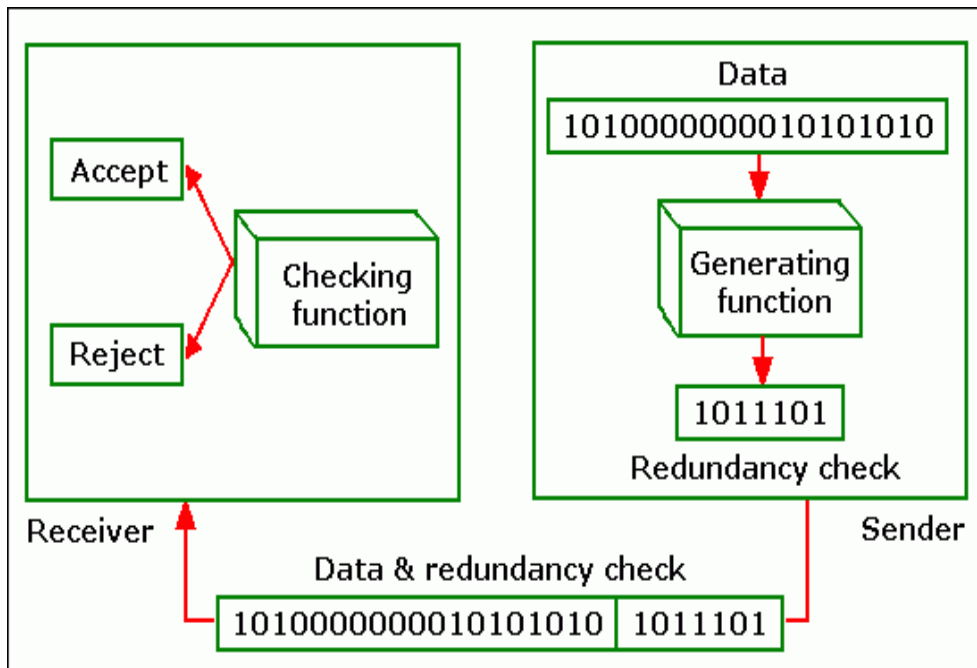 Data
1010000000010101010
Accept
Generating
function
Checking
function
Reject
1011101
Redundancy check
Receiver
Sender
Data & redundancy check
1010000000010101010 1011101